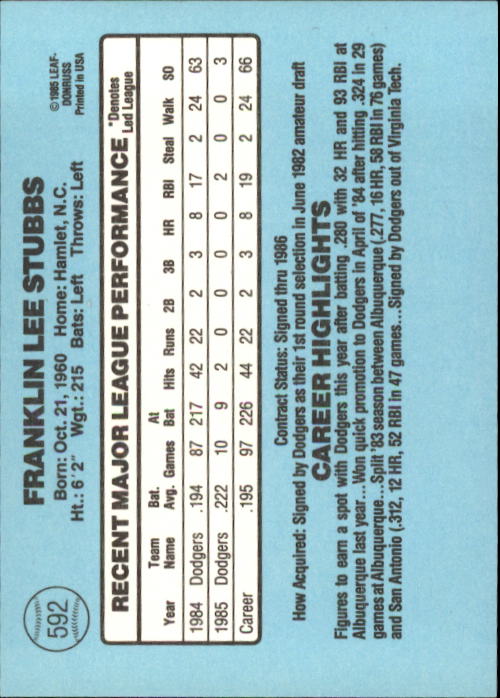 592
FRANKLIN LEE STUBBS
Born: Oct. 21, 1960 Home: Hamlet, N.C.
Ht.: 6'2" Wgt.: 215 Bats: Left Throws: Left
© 1985 LEAF-
DONRUSS
Printed in USA
RECENT MAJOR LEAGUE PERFORMANCE *Denotes
Led League
Team Bat. At
Year Name Avg. Games Bat Hits Runs 2B 3B HR RBI Steal Walk SO
1984 Dodgers .194 87 217 42 22 2 3 8 17 2 24 63
1985 Dodgers .222 10 9 2 0 0 0 0 2 0 0 3
Career .195 97 226 44 22 2 3 8 19 2 24 66
Contract Status: Signed thru 1986
How Acquired: Signed by Dodgers as their 1st round selection in June 1982 amateur draft
CAREER HIGHLIGHTS
Figures to earn a spot with Dodgers this year after batting .280 with 32 HR and 93 RBI at
Albuquerque last year...Won quick promotion to Dodgers in April of '84 after hitting .324 in 29
games at Albuquerque...Split '83 season between Albuquerque (.277, 16 HR, 58 RBI in 76 games)
and San Antonio (.312, 12 HR, 52 RBI in 47 games...Signed by Dodgers out of Virginia Tech.